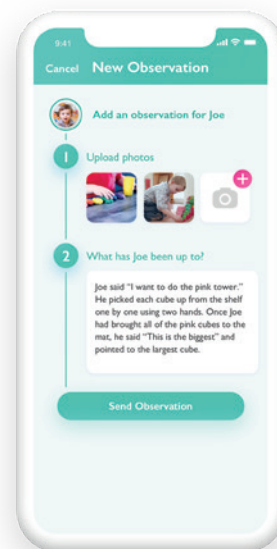 9:41
Cancel New Observation
Add an observation for Joe
1 Upload photos
2 What has Joe been up to?
Joe said “I want to do the pink tower.”
He picked each cube up from the shelf
one by one using two hands. Once Joe
had brought all of the pink cubes to the
mat, he said “This is the biggest” and
pointed to the largest cube.
Send Observation